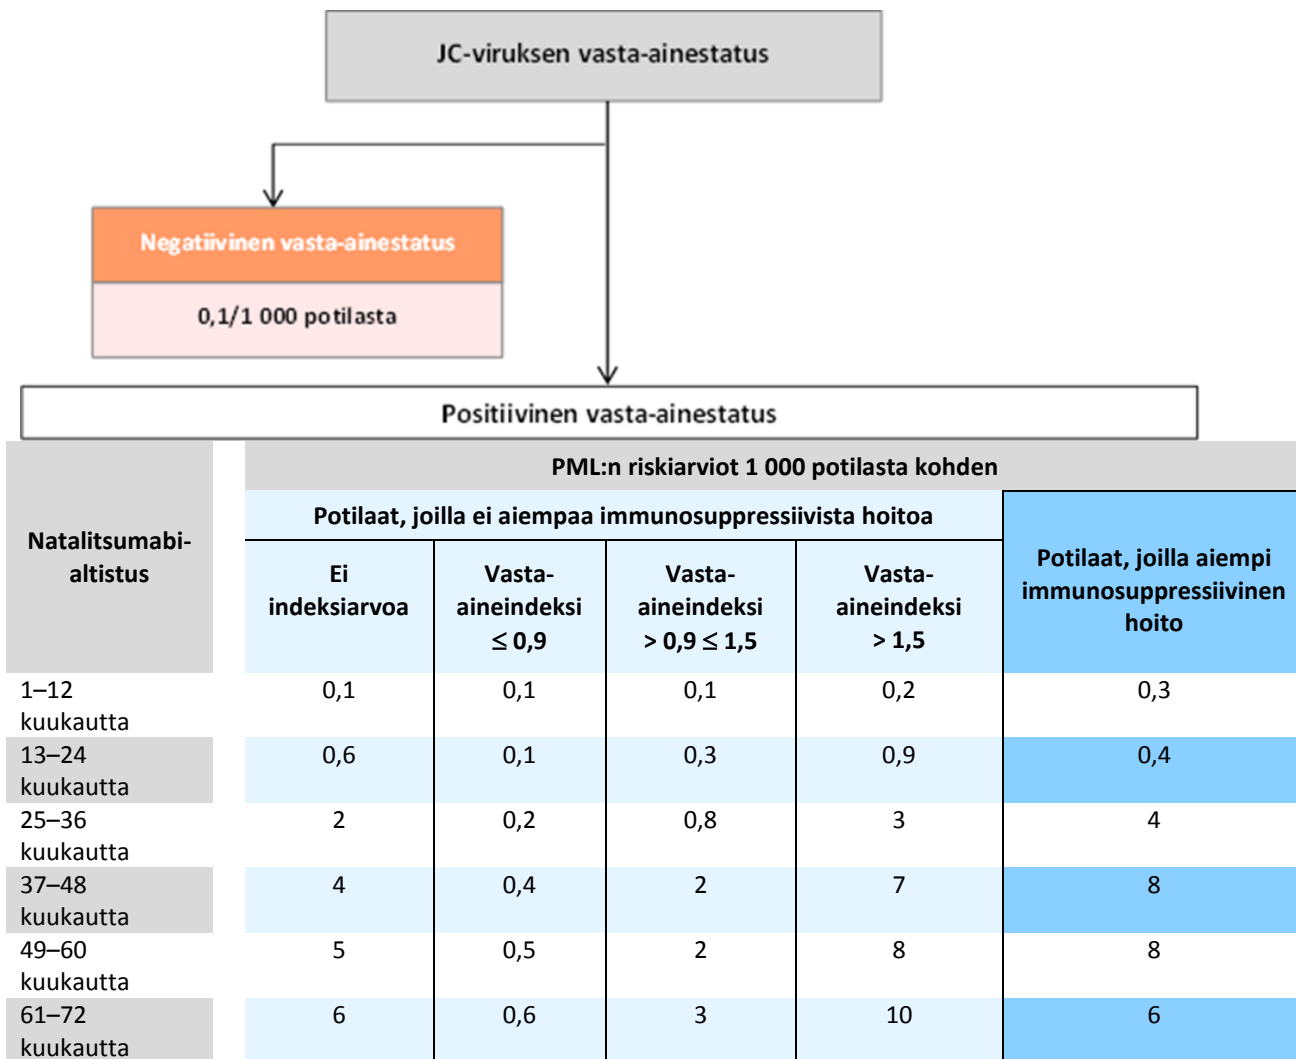 JC-viruksen vasta-ainestatus
Negatiivinen vasta-ainestatus
0,1/1 000 potilasta
Positiivinen vasta-ainestatus
Natalitsumabi-
altistus
PML:n riskiarviot 1 000 potilasta kohden
Potilaat, joilla ei aiempaa immunosuppressiivista hoitoa
Potilaat, joilla aiempi
immunosuppressiivinen
hoito
Ei
indeksiarvoa
Vasta-
aineindeksi
≤ 0,9
Vasta-
aineindeksi
> 0,9 ≤ 1,5
Vasta-
aineindeksi
> 1,5
1–12
kuukautta
0,1 0,1 0,1 0,2 0,3
13–24
kuukautta
0,6 0,1 0,3 0,9 0,4
25–36
kuukautta
2 0,2 0,8 3 4
37–48
kuukautta
4 0,4 2 7 8
49–60
kuukautta
5 0,5 2 8 8
61–72
kuukautta
6 0,6 3 10 6